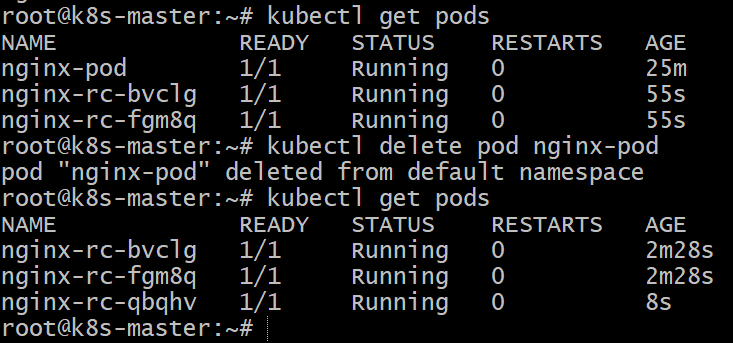 root@k8s-master:~# kubectl get pods
NAME READY STATUS RESTARTS AGE
nginx-pod 1/1 Running 0 25m
nginx-rc-bvclg 1/1 Running 0 55s
nginx-rc-fgm8q 1/1 Running 0 55s
root@k8s-master:~# kubectl delete pod nginx-pod
pod "nginx-pod" deleted from default namespace
root@k8s-master:~# kubectl get pods
NAME READY STATUS RESTARTS AGE
nginx-rc-bvclg 1/1 Running 0 2m28s
nginx-rc-fgm8q 1/1 Running 0 2m28s
nginx-rc-qbqhv 1/1 Running 0 8s
root@k8s-master:~#